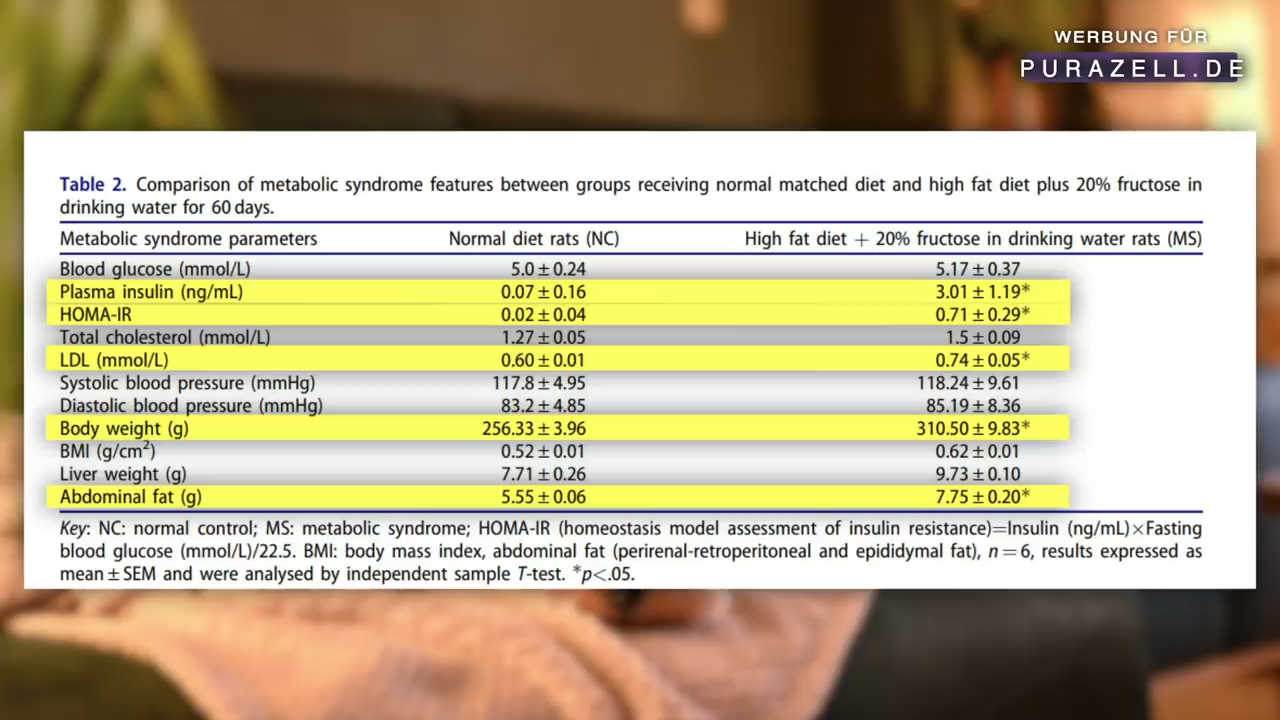 WERBUNG FÜR
PURAZELL.DE
Table 2. Comparison of metabolic syndrome features between groups receiving normal matched diet and high fat diet plus 20% fructose in
drinking water for 60 days.
Metabolic syndrome parameters Normal diet rats (NC) High fat diet + 20% fructose in drinking water rats (MS)
Blood glucose (mmol/L) 5.0 ± 0.24 5.17 ± 0.37
Plasma insulin (ng/mL) 0.07 ± 0.16 3.01 ± 1.19*
HOMA-IR 0.02 ± 0.04 0.71 ± 0.29*
Total cholesterol (mmol/L) 1.27 ± 0.05 1.5 ± 0.09
LDL (mmol/L) 0.60 ± 0.01 0.74 ± 0.05*
Systolic blood pressure (mmHg) 117.8 ± 4.95 118.24 ± 9.61
Diastolic blood pressure (mmHg) 83.2 ± 4.85 85.19 ± 8.36
Body weight (g) 256.33 ± 3.96 310.50 ± 9.83*
BMI (g/cm²) 0.52 ± 0.01 0.62 ± 0.01
Liver weight (g) 7.71 ± 0.26 9.73 ± 0.10
Abdominal fat (g) 5.55 ± 0.06 7.75 ± 0.20*
Key: NC: normal control; MS: metabolic syndrome; HOMA-IR (homeostasis model assessment of insulin resistance)=Insulin (ng/mL)×Fasting
blood glucose (mmol/L)/22.5. BMI: body mass index, abdominal fat (perirenal-retroperitoneal and epididymal fat), n = 6, results expressed as
mean ± SEM and were analysed by independent sample T-test. *p<.05.